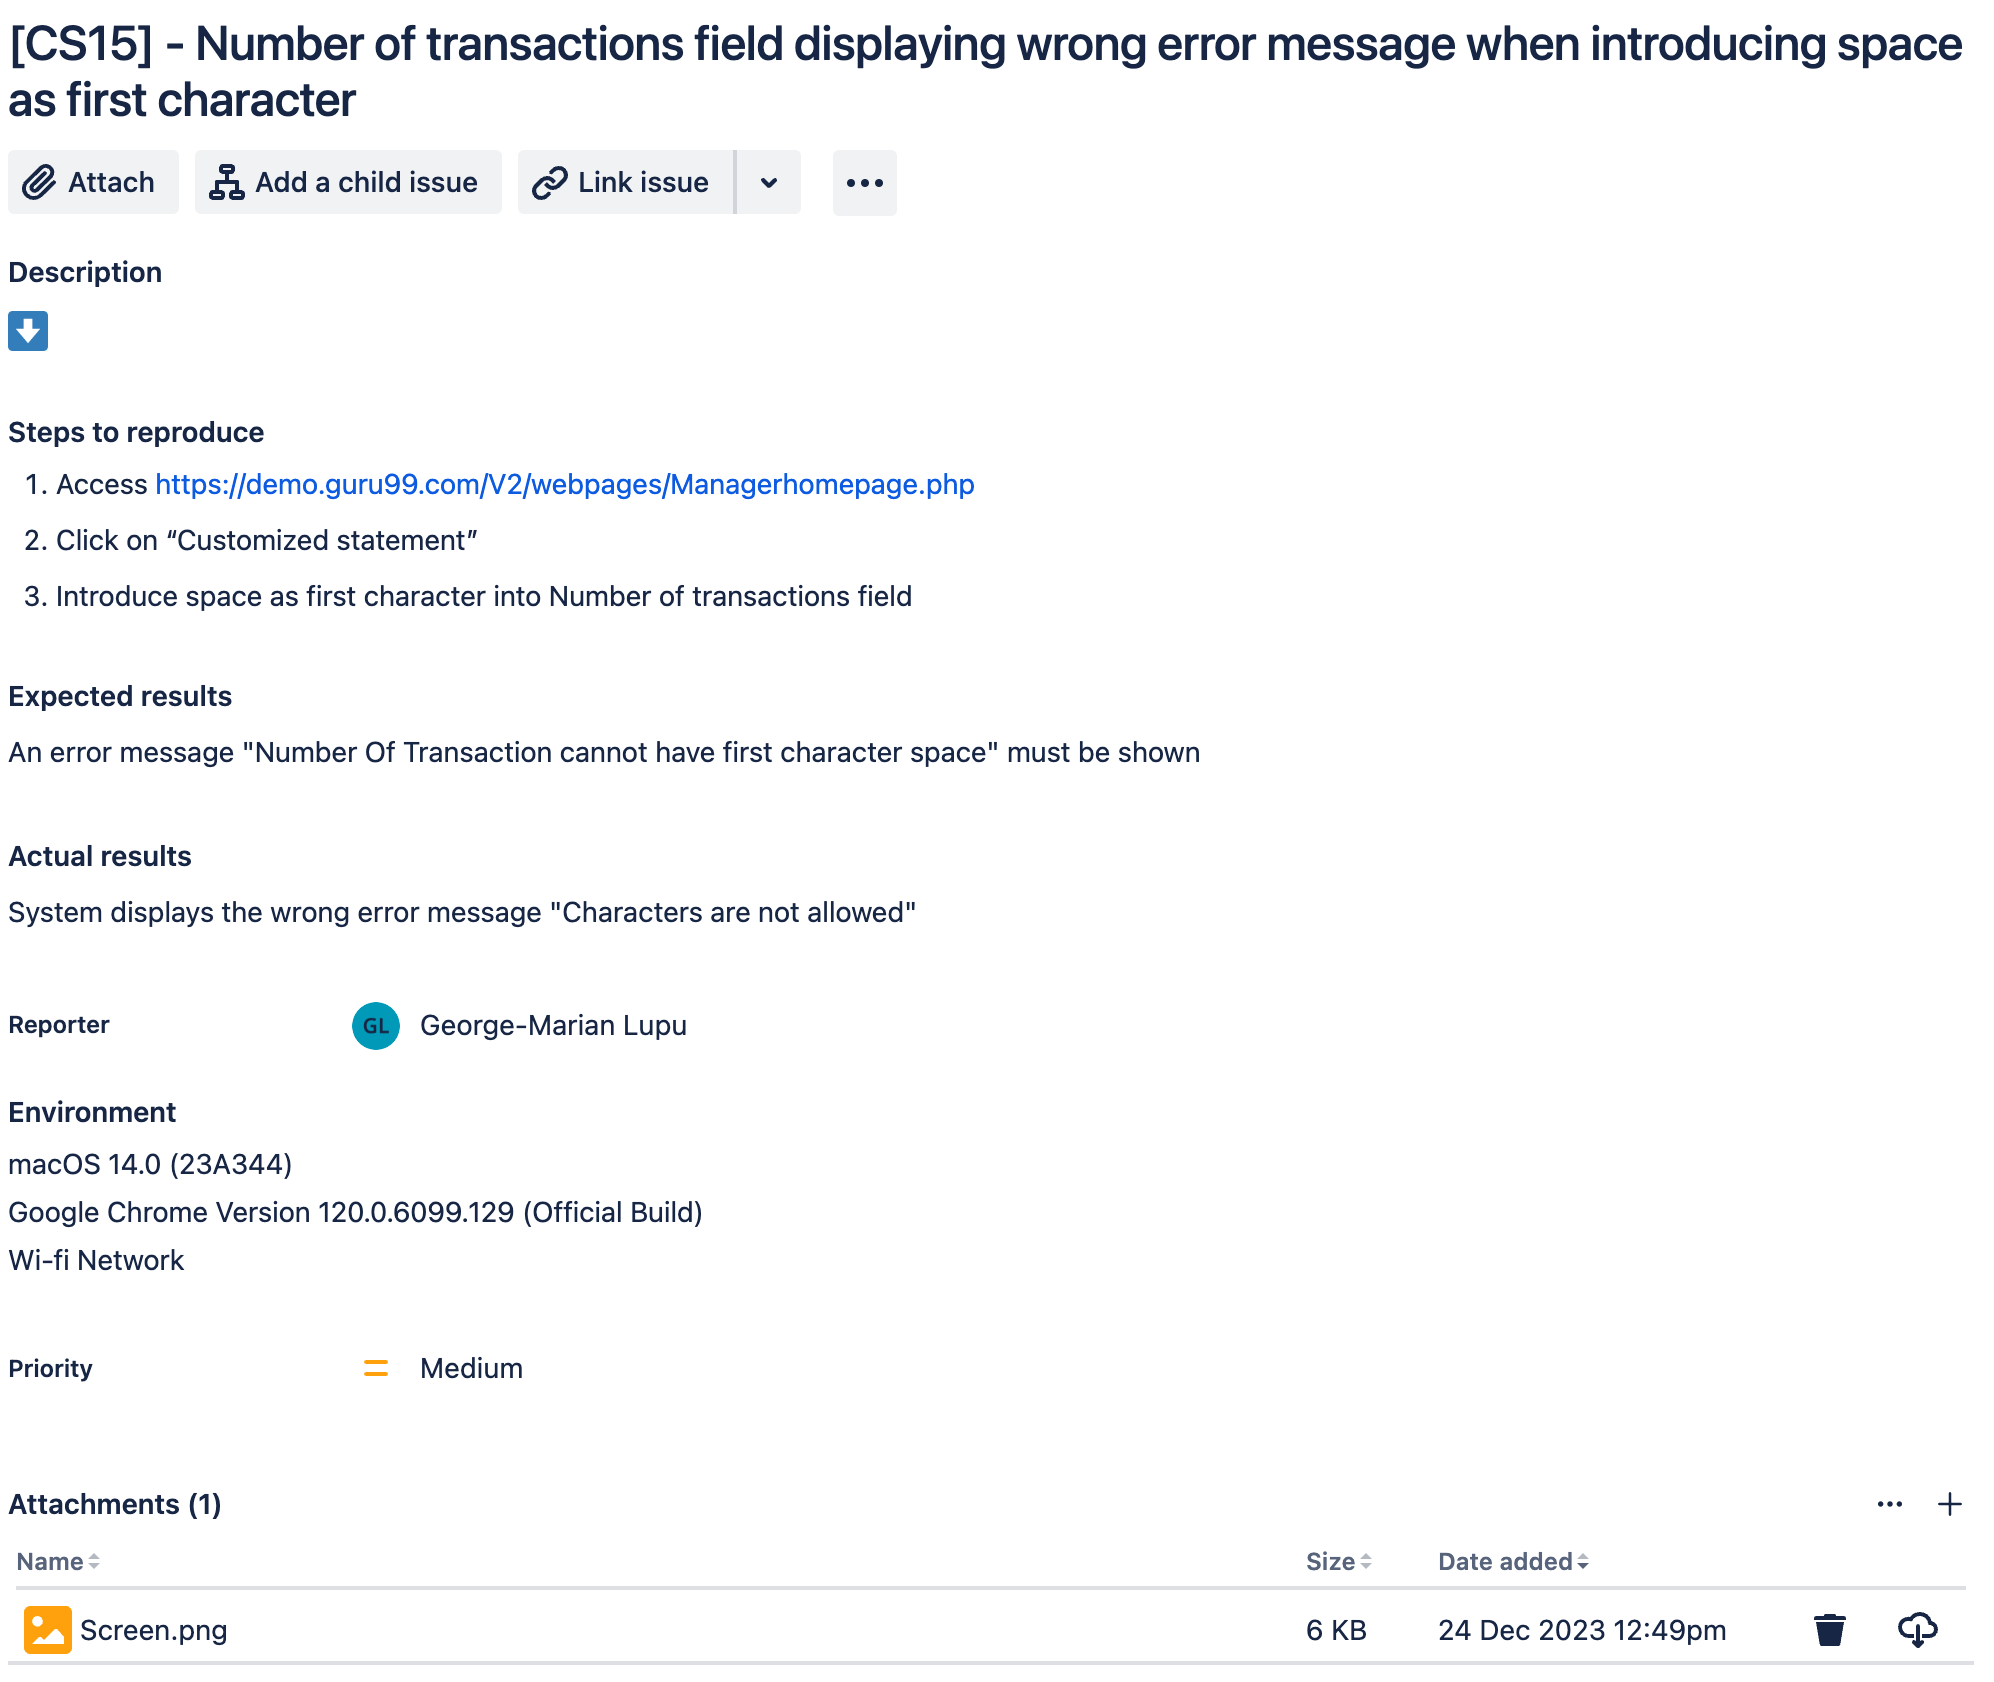 [CS15] - Number of transactions field displaying wrong error message when introducing space
as first character
Attach
Add a child issue
Link issue
Description
Steps to reproduce
1. Access https://demo.guru99.com/V2/webpages/Managerhomepage.php
2. Click on “Customized statement”
3. Introduce space as first character into Number of transactions field
Expected results
An error message "Number Of Transaction cannot have first character space" must be shown
Actual results
System displays the wrong error message "Characters are not allowed"
Reporter GL George-Marian Lupu
Environment
macOS 14.0 (23A344)
Google Chrome Version 120.0.6099.129 (Official Build)
Wi-fi Network
Priority Medium
Attachments (1)
Name Size Date added
Screen.png 6 KB 24 Dec 2023 12:49pm